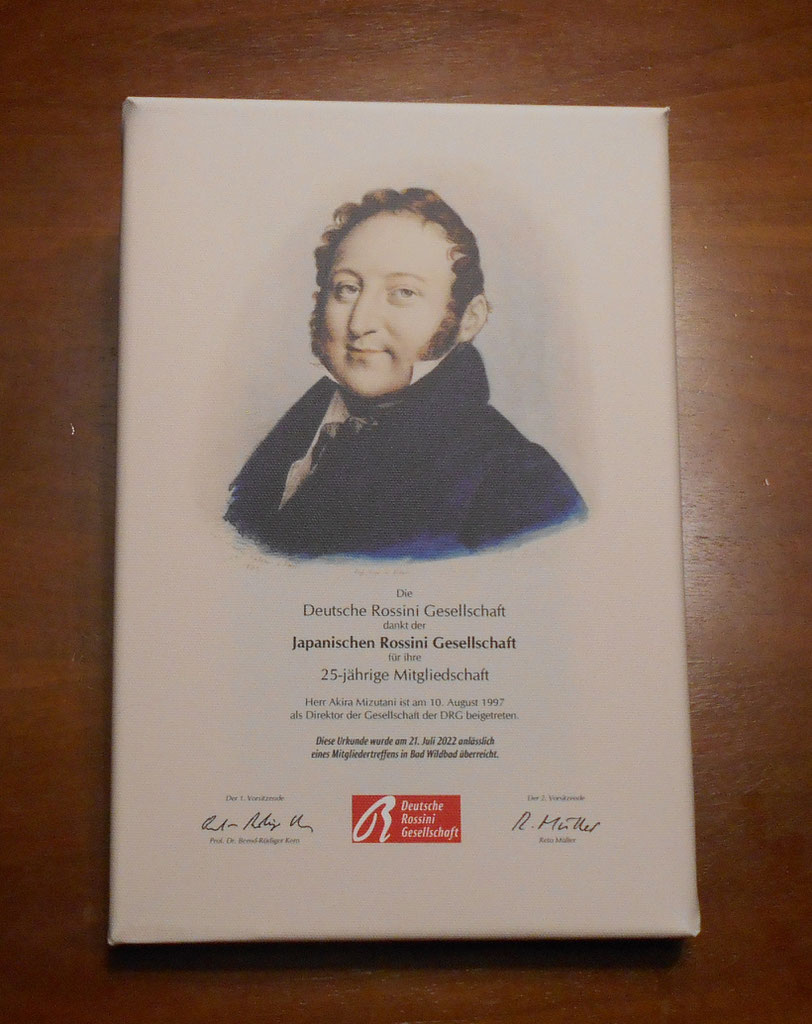 Die
Deutsche Rossini Gesellschaft
dankt der
Japanischen Rossini Gesellschaft
für ihre
25-jährige Mitgliedschaft
Herr Akira Mizutani ist am 10. August 1997
als Direktor der Gesellschaft der DRG beigetreten.
Diese Urkunde wurde am 21. Juli 2022 anlässlich
eines Mitgliedertreffens in Bad Wildbad überreicht.
Der 1. Vorsitzende
Prof. Dr. Bernd-Rüdiger Kern
R
Deutsche
Rossini
Gesellschaft
Der 2. Vorsitzende
R. Müller
Reto Müller